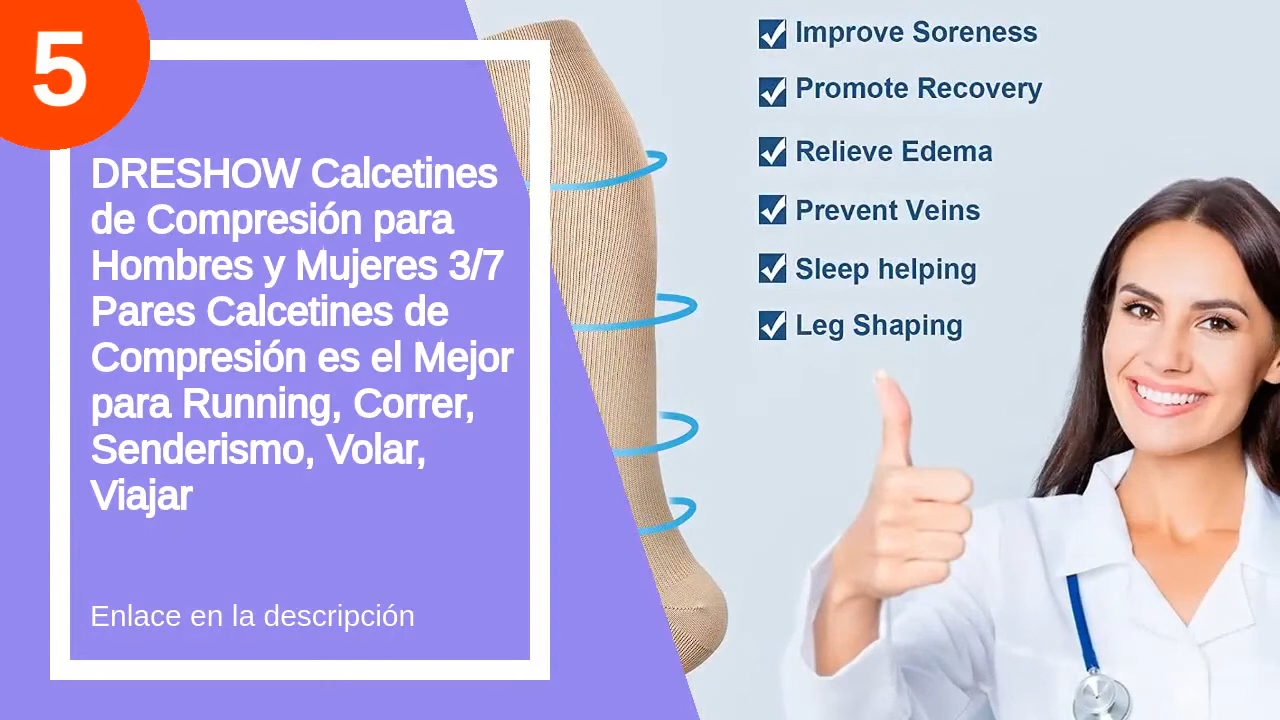 5
DRESHOW Calcetines
de Compresión para
Hombres y Mujeres 3/7
Pares Calcetines de
Compresión es el Mejor
para Running, Correr,
Senderismo, Volar,
Viajar
Enlace en la descripción
Improve Soreness
Promote Recovery
Relieve Edema
Prevent Veins
Sleep helping
Leg Shaping